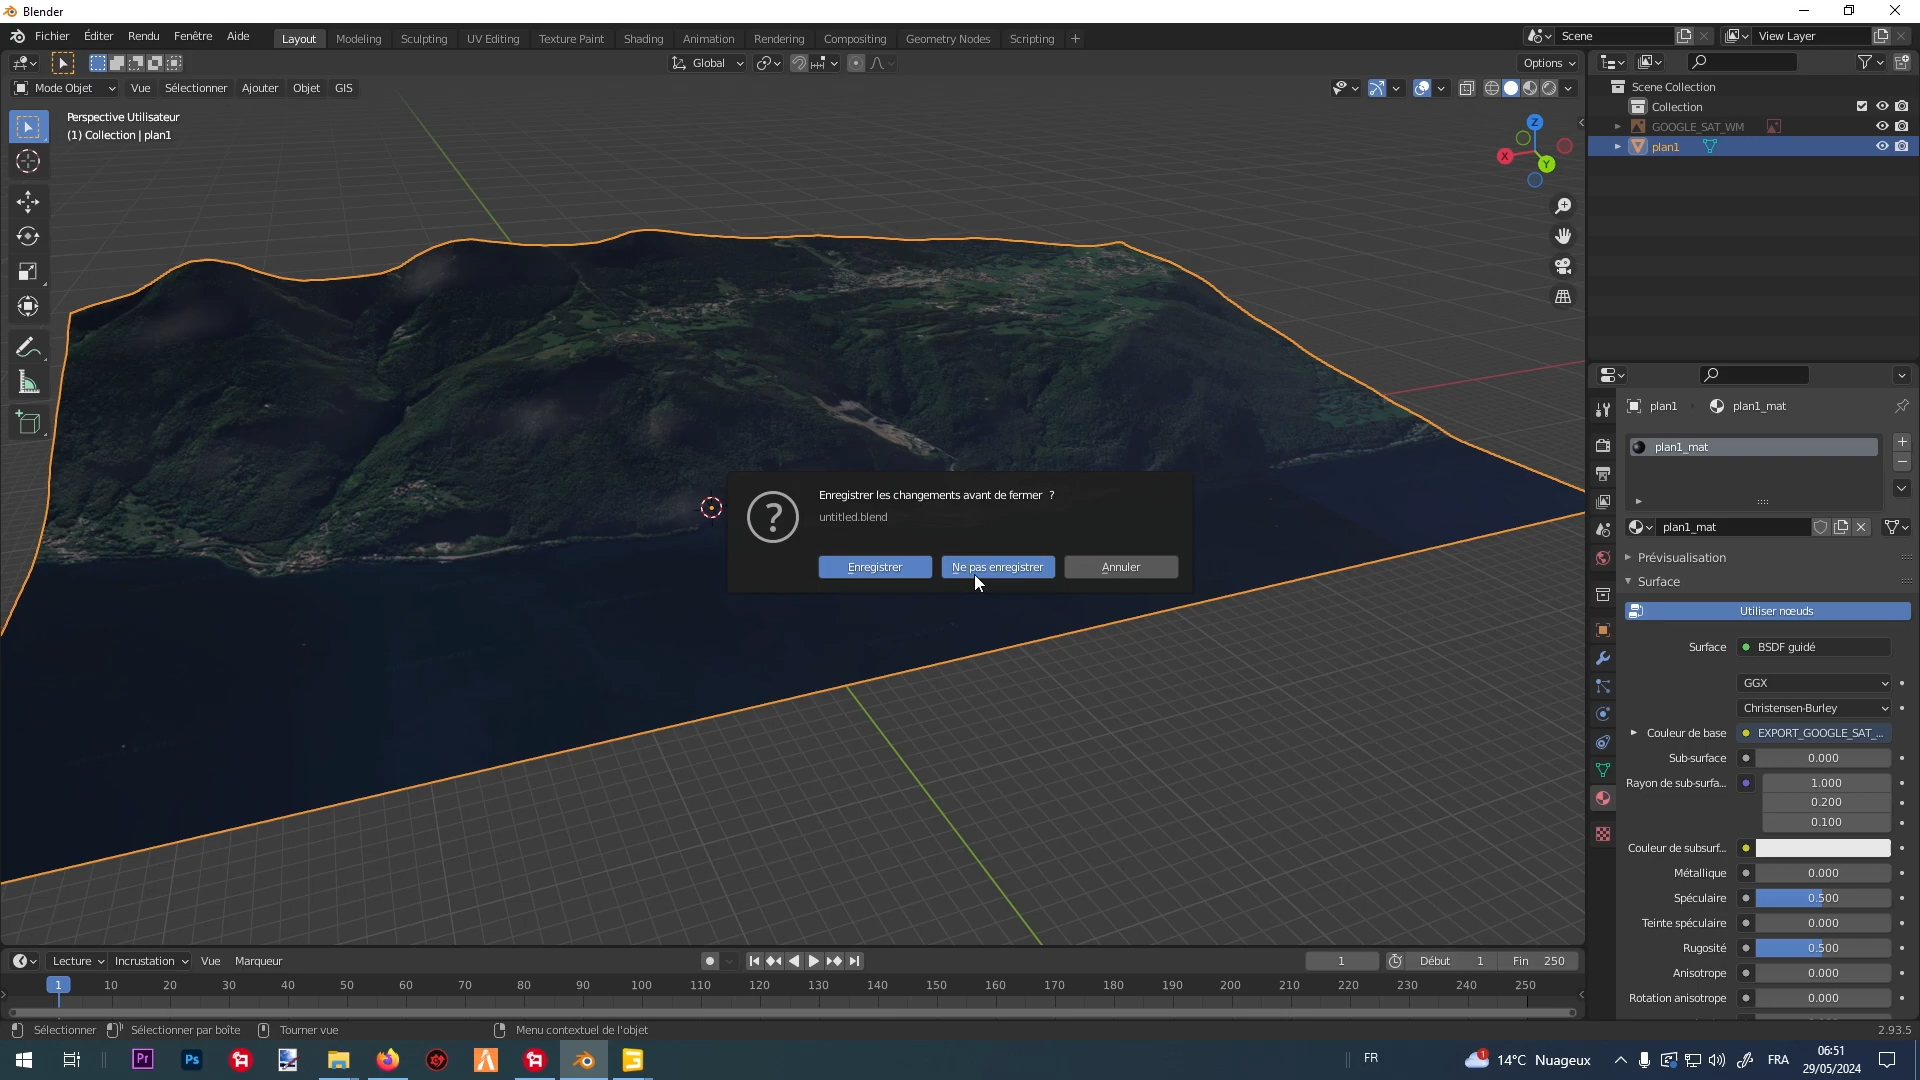 Blender
Fichier Éditer Rendu Fenêtre Aide Layout Modeling Sculpting UV Editing Texture Paint Shading Animation Rendering Compositing Geometry Nodes Scripting + Scene View Layer
Global Options
Mode Objet Vue Sélectionner Ajouter Objet GIS
Perspective Utilisateur
(1) Collection | plan1
Z
X
Y
Scene Collection
Collection
GOOGLE_SAT_WM
plan1
plan1 plan1_mat
plan1_mat
plan1_mat
Prévisualisation
Surface
Utiliser nœuds
Surface BSDF guidé
GGX
Christensen-Burley
Couleur de base EXPORT_GOOGLE_SAT_...
Sub-surface 0.000
Rayon de sub-surfa... 1.000
0.200
0.100
Couleur de subsurf...
Métallique 0.000
Spéculaire 0.500
Teinte spéculaire 0.000
Rugosité 0.500
Anisotrope 0.000
Rotation anisotrope 0.000
Enregistrer les changements avant de fermer ?
untitled.blend
Enregistrer Ne pas enregistrer Annuler
Lecture Incrustation Vue Marqueur 1 Début 1 Fin 250
1 10 20 30 40 50 60 70 80 90 100 110 120 130 140 150 160 170 180 190 200 210 220 230 240 250
Sélectionner Sélectionner par boîte Tourner vue Menu contextuel de l'objet 2.93.5
Pr Ps FR 1 14°C Nuageux FRA 06:51
29/05/2024